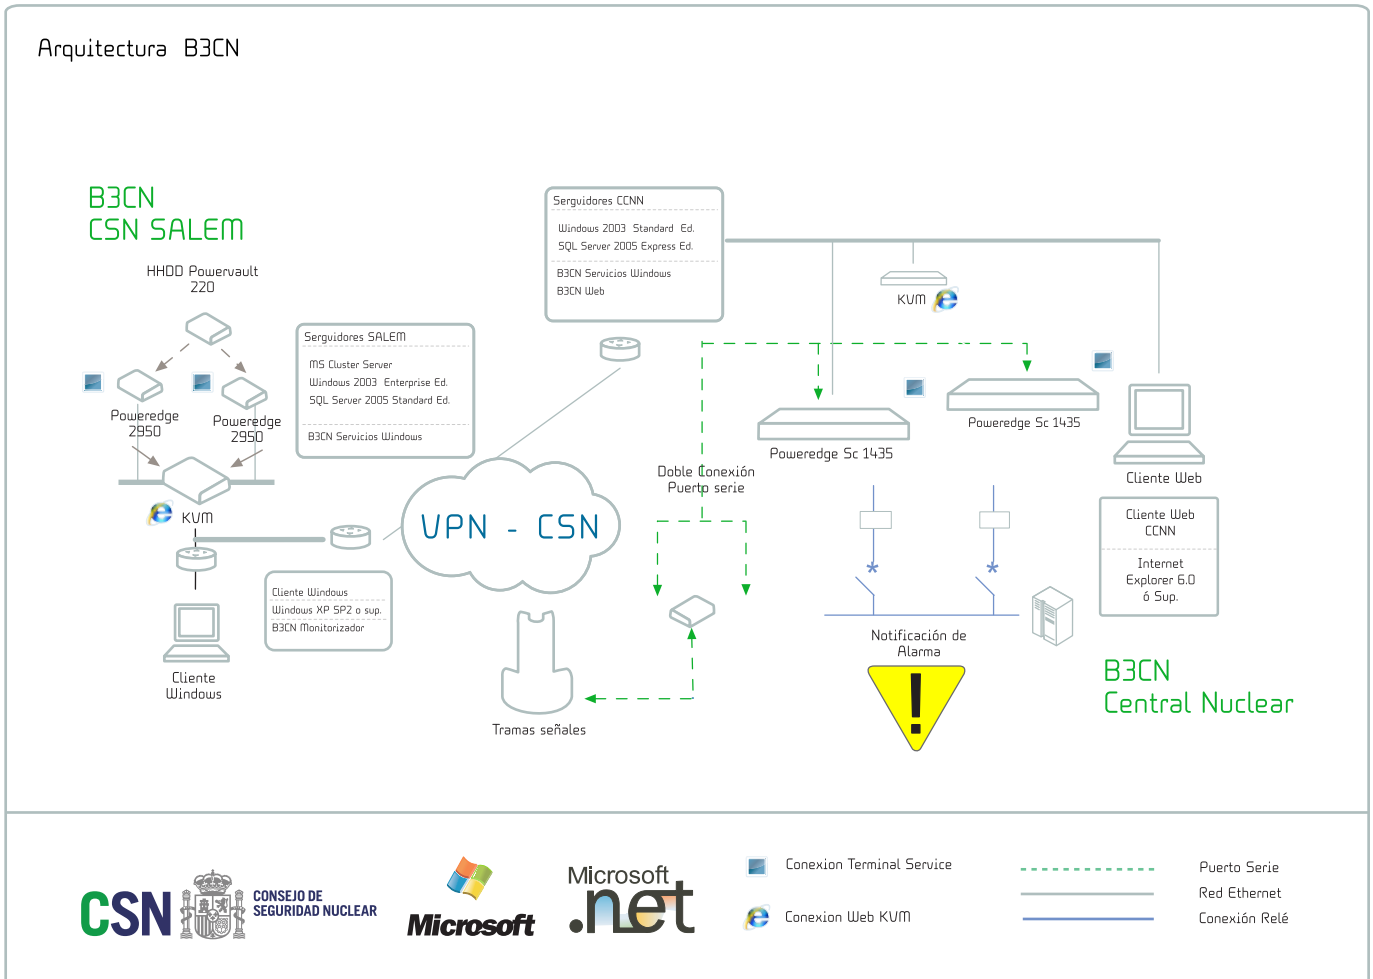 Arquitectura B3CN
B3CN
CSN SALEM
HHDD Powervault
220
Poweredge
2950
Poweredge
2950
KVM
Cliente
Windows
Serguidores SALEM
MS Cluster Server
Windows 2003 Enterprise Ed.
SQL Server 2005 Standard Ed.
B3CN Servicios Windows
Cliente Windows
Windows XP SP2 o sup.
B3CN Monitorizador
VPN - CSN
Serguidores CCNN
Windows 2003 Standard Ed.
SQL Server 2005 Express Ed.
B3CN Servicios Windows
B3CN Web
KVM
Poweredge Sc 1435
Poweredge Sc 1435
Cliente Web
Doble Conexión
Puerto serie
Cliente Web
CCNN
Internet
Explorer 6.0
ó Sup.
Tramas señales
Notificación de
Alarma
!
B3CN
Central Nuclear
CSN
CONSEJO DE
SEGURIDAD NUCLEAR
Microsoft
Microsoft
.net
Conexion Terminal Service
Conexion Web KVM
Puerto Serie
Red Ethernet
Conexión Relé